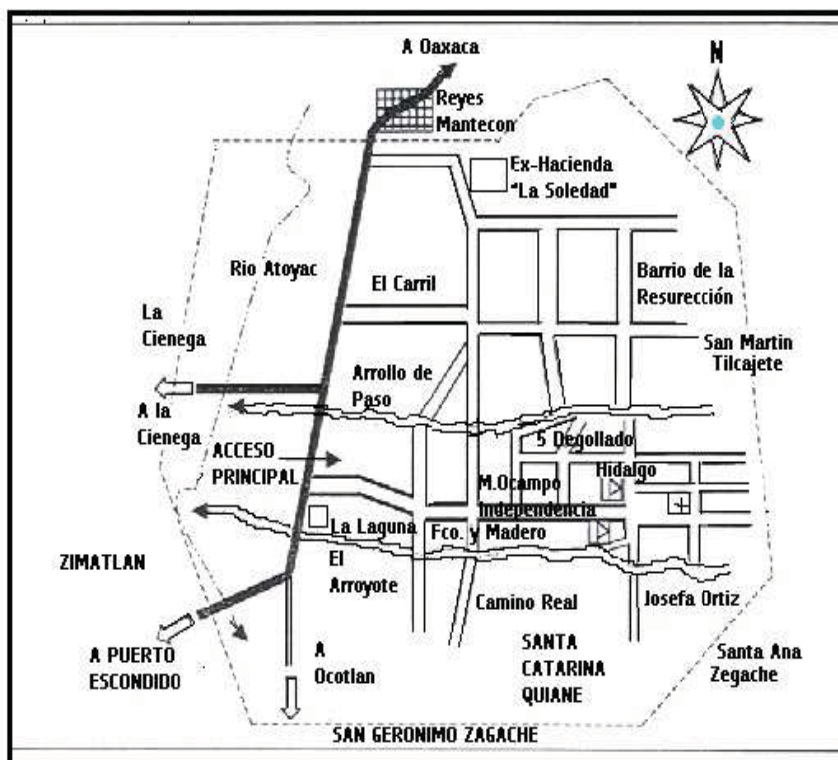 A Oaxaca
N
Reyes
Mantecon
Ex-Hacienda
"La Soledad"
Rio Atoyac
El Carril
Barrio de la
Resurección
La
Cienega
San Martin
Tilcajete
Arrollo de
Paso
A la
Cienega
S Degollado
ACCESO
PRINCIPAL
Hidalgo
M.Ocampo
Independencia
La Laguna
Fco. y Madero
ZIMATLAN
El
Arroyote
Camino Real
Josefa Ortiz
A PUERTO
ESCONDIDO
A
Ocotlan
SANTA
CATARINA
QUIANE
Santa Ana
Zegache
SAN GERONIMO ZAGACHE